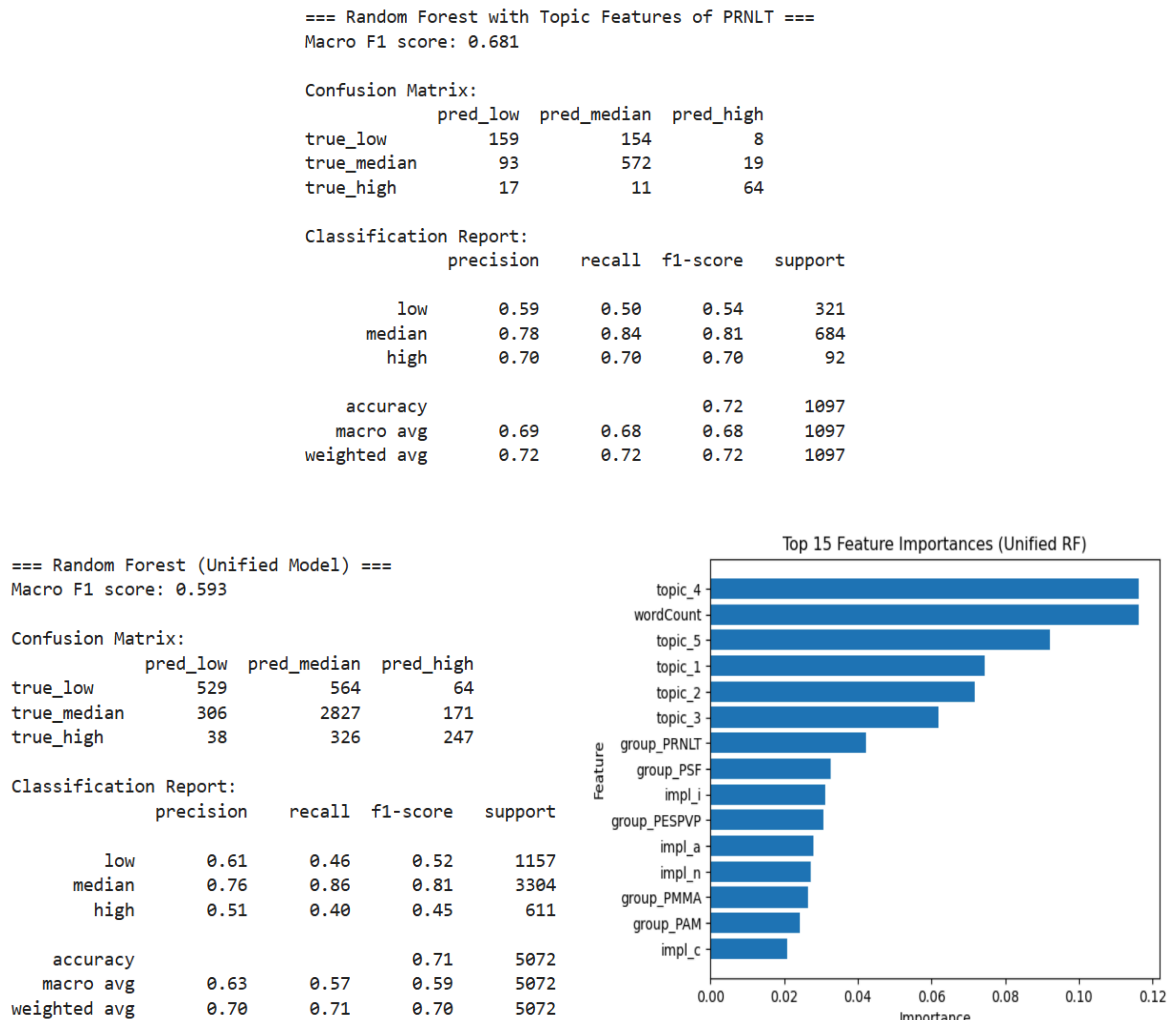 === Random Forest with Topic Features of PRNLT ===
Macro F1 score: 0.681
Confusion Matrix:
pred_low pred_median pred_high
true_low 159 154 8
true_median 93 572 19
true_high 17 11 64
Classification Report:
precision recall f1-score support
low 0.59 0.50 0.54 321
median 0.78 0.84 0.81 684
high 0.70 0.70 0.70 92
accuracy 0.72 1097
macro avg 0.69 0.68 0.68 1097
weighted avg 0.72 0.72 0.72 1097
=== Random Forest (Unified Model) ===
Macro F1 score: 0.593
Confusion Matrix:
pred_low pred_median pred_high
true_low 529 564 64
true_median 306 2827 171
true_high 38 326 247
Classification Report:
precision recall f1-score support
low 0.61 0.46 0.52 1157
median 0.76 0.86 0.81 3304
high 0.51 0.40 0.45 611
accuracy 0.71 5072
macro avg 0.63 0.57 0.59 5072
weighted avg 0.70 0.71 0.70 5072
Top 15 Feature Importances (Unified RF)
Feature
topic_4
wordCount
topic_5
topic_1
topic_2
topic_3
group_PRNLT
group_PSF
impl_i
group_PESPVP
impl_a
impl_n
group_PMMA
group_PAM
impl_c
0.00 0.02 0.04 0.06 0.08 0.10 0.12
Importance